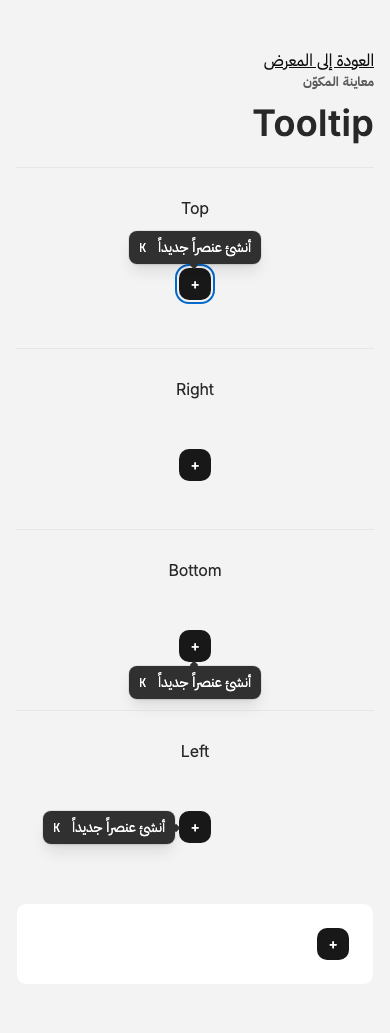 العودة إلى المعرض
معاينة المكوّن
Tooltip
Top
أنشئ عنصراً جديداً K
+
Right
+
Bottom
+
أنشئ عنصراً جديداً K
Left
+
أنشئ عنصراً جديداً K
+